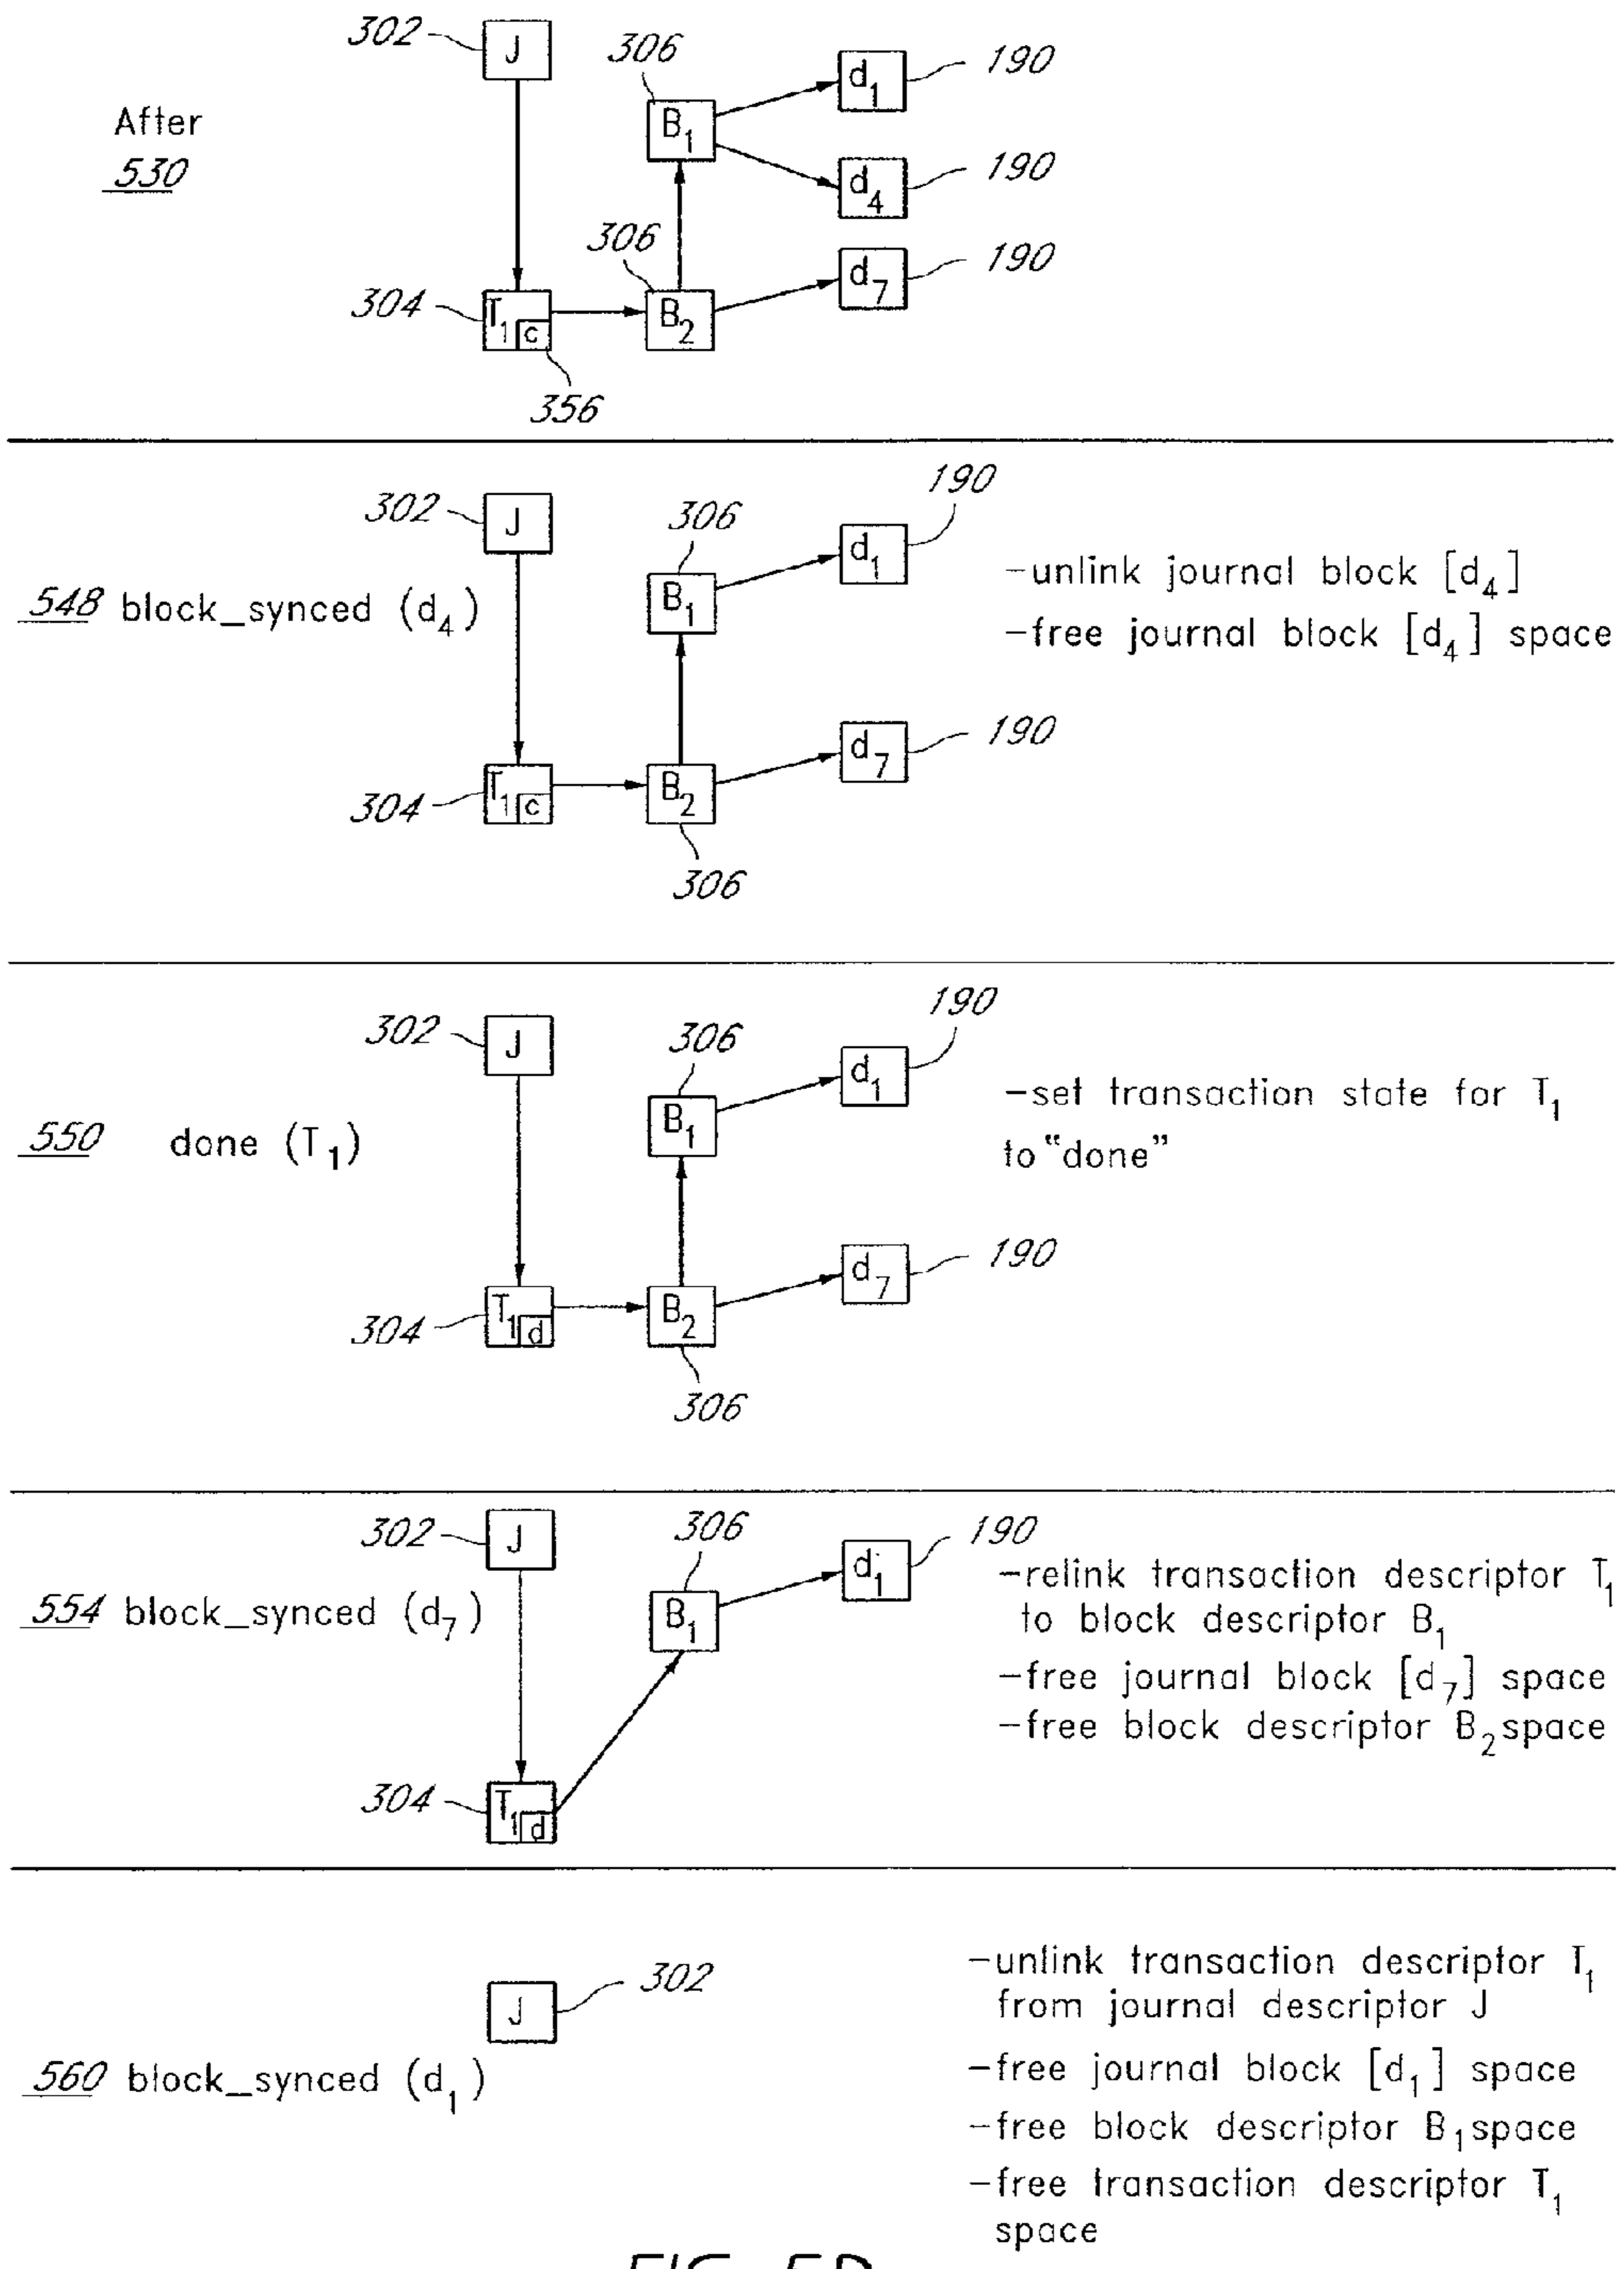 302
J
306
d1
190
After
530
B1
d4
190
306
d7
190
304
T1
c
B2
356
302
J
306
190
d1
548 block_synced (d4)
B1
-unlink journal block [d4]
-free journal block [d4] space
304
T1
c
B2
d7
190
306
302
J
306
190
d1
550 done (T1)
B1
-set transaction state for T1
to "done"
304
T1
d
B2
d7
190
306
302
J
306
d1
190
554 block_synced (d7)
B1
-relink transaction descriptor T1
to block descriptor B1
-free journal block [d7] space
-free block descriptor B2 space
304
T1
d
J
302
560 block_synced (d1)
-unlink transaction descriptor T1
from journal descriptor J
-free journal block [d1] space
-free block descriptor B1 space
-free transaction descriptor T1
space